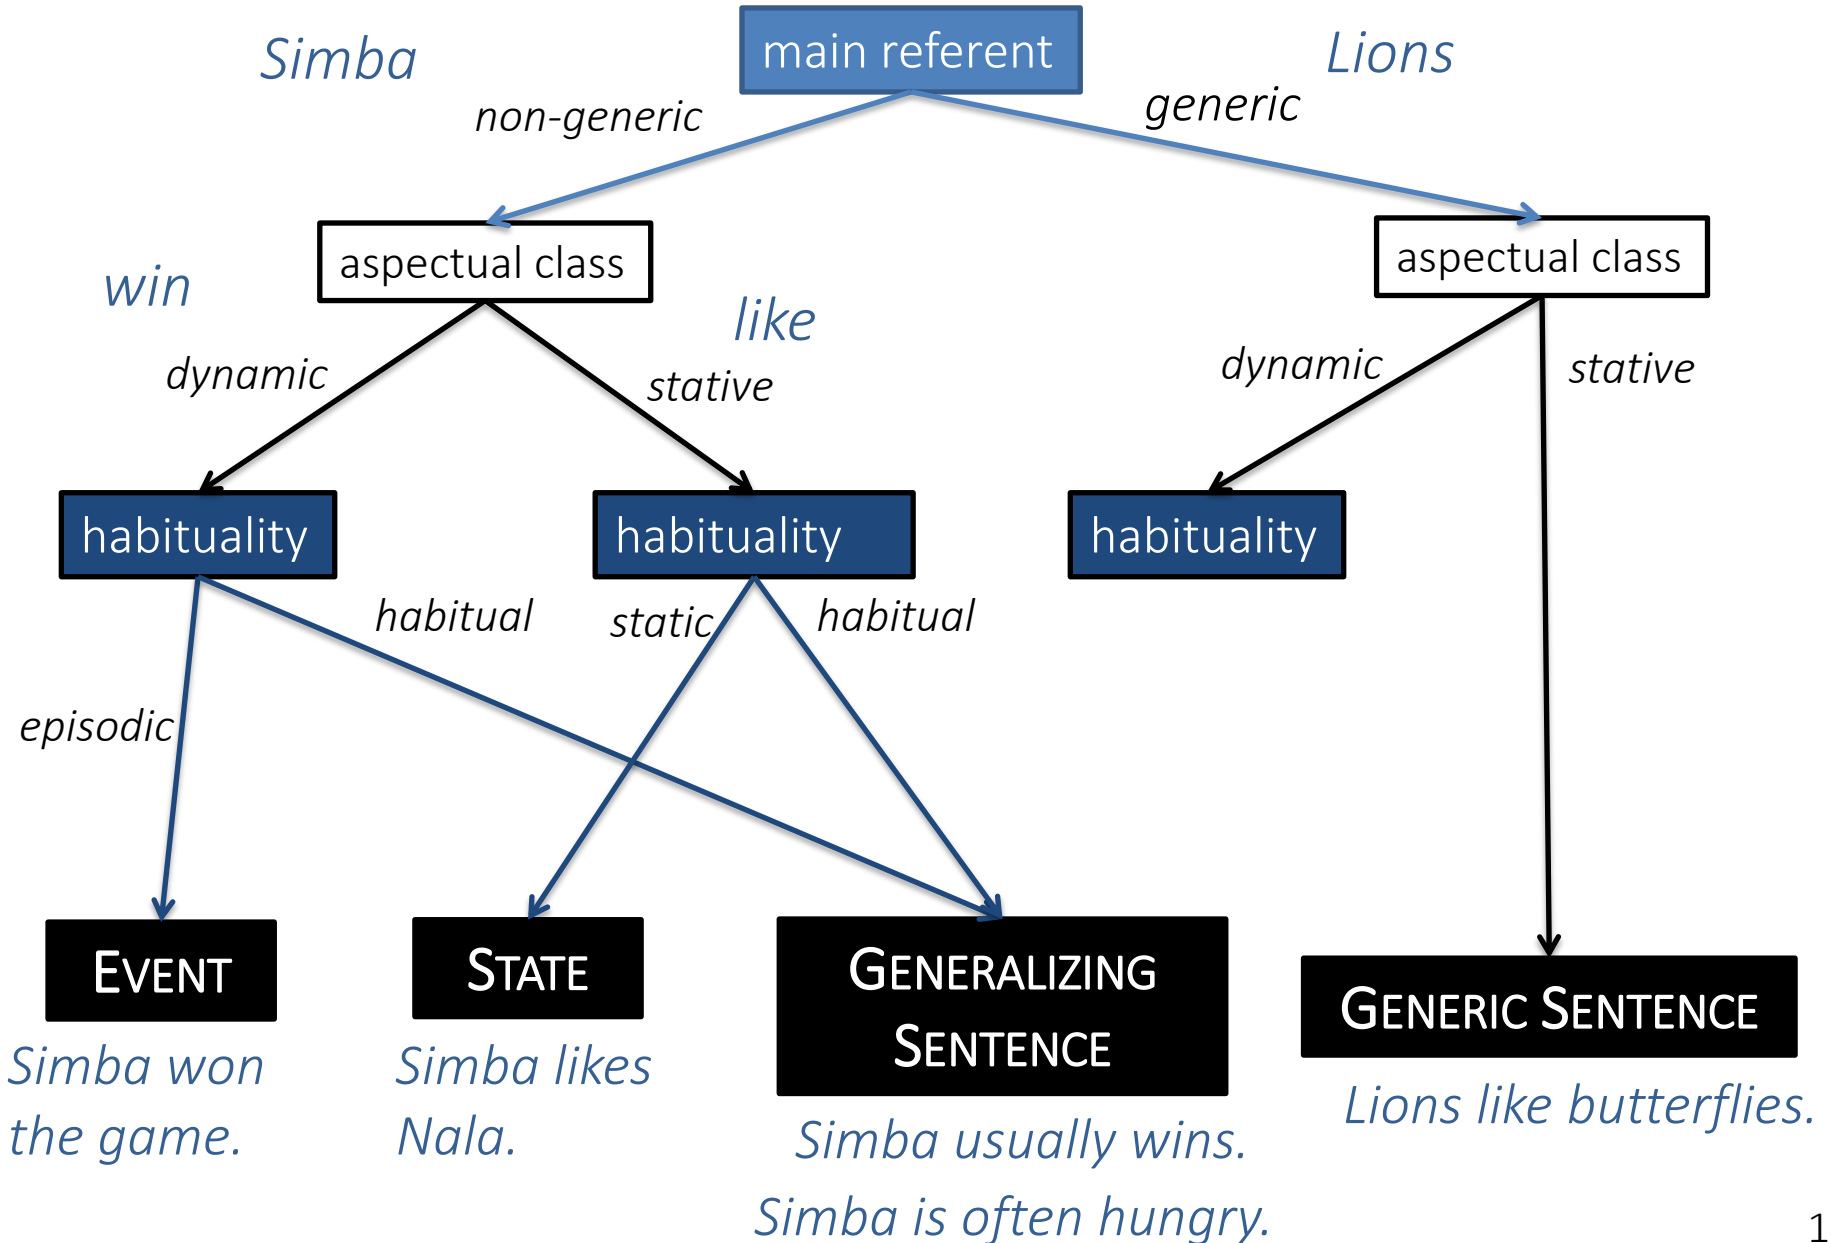 Simba
main referent
Lions
non-generic
generic
aspectual class
aspectual class
win
like
dynamic
stative
dynamic
stative
habituality
habituality
habituality
habitual
static
habitual
episodic
EVENT
STATE
GENERALIZING
SENTENCE
GENERIC SENTENCE
Simba won
the game.
Simba likes
Nala.
Simba usually wins.
Simba is often hungry.
Lions like butterflies.
1